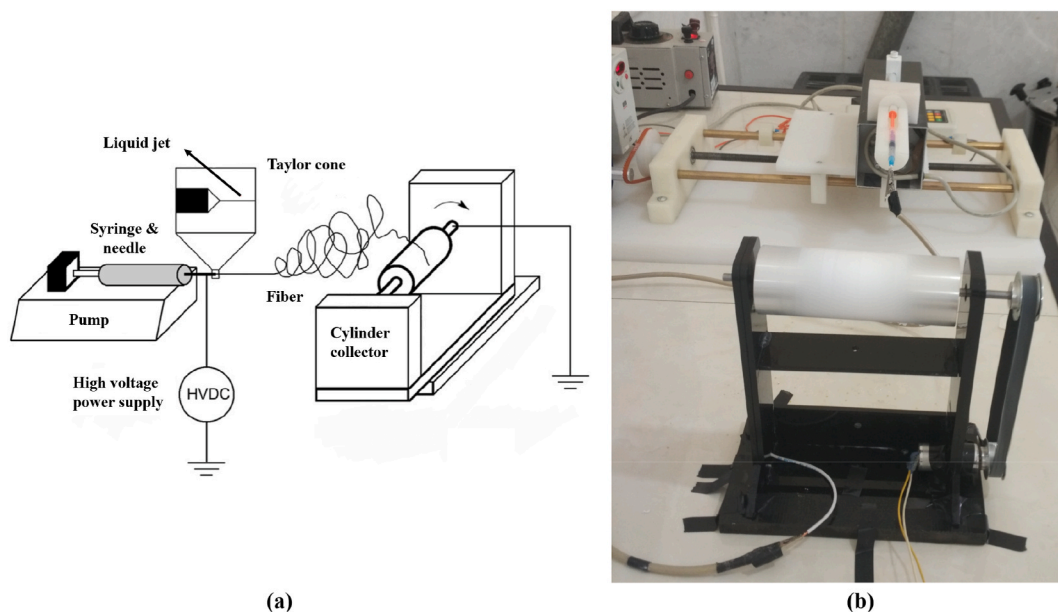 Liquid jet
Taylor cone
Syringe &
needle
Pump
Fiber
Cylinder
collector
High voltage
power supply
HVDC
(a)
(b)